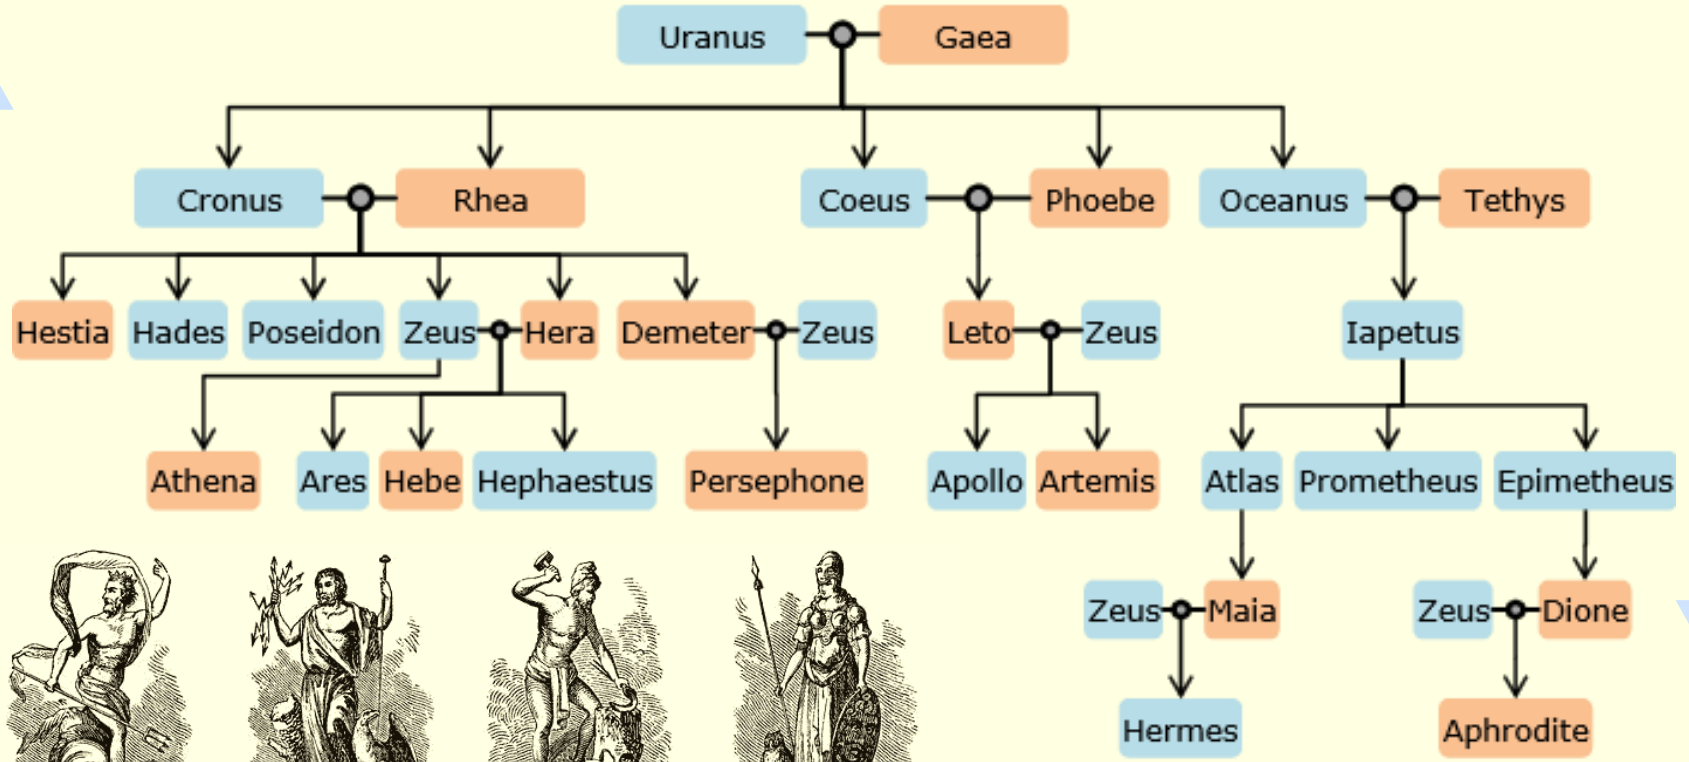 Uranus Gaea
Cronus Rhea Coeus Phoebe Oceanus Tethys
Hestia Hades Poseidon Zeus Hera Demeter Zeus Leto Zeus Iapetus
Athena Ares Hebe Hephaestus Persephone Apollo Artemis Atlas Prometheus Epimetheus
Zeus Maia Zeus Dione
Hermes Aphrodite